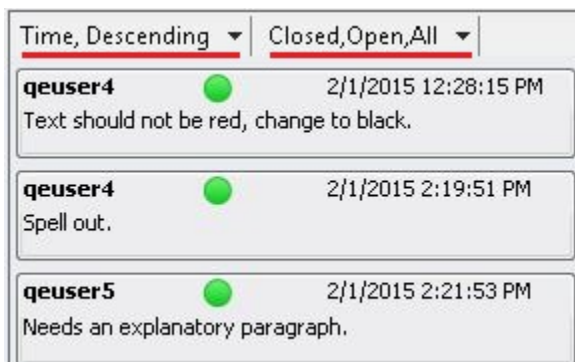 Time, Descending Closed,Open,All
qeuser4 2/1/2015 12:28:15 PM
Text should not be red, change to black.
qeuser4 2/1/2015 2:19:51 PM
Spell out.
qeuser5 2/1/2015 2:21:53 PM
Needs an explanatory paragraph.